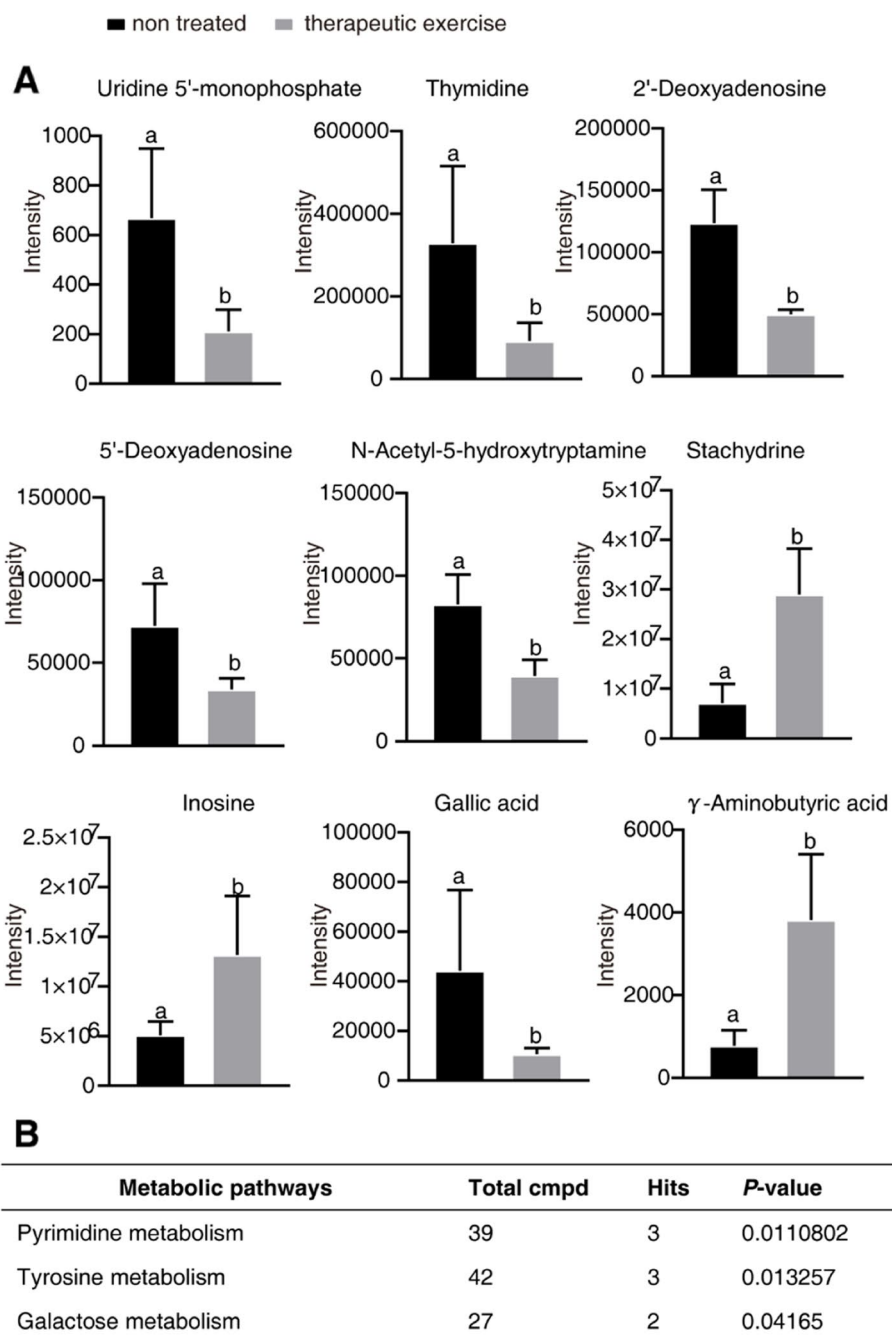 non treated therapeutic exercise
A
Uridine 5'-monophosphate Thymidine 2'-Deoxyadenosine
Intensity
1000
800
600
400
200
0
a
b
Intensity
600000
400000
200000
0
a
b
Intensity
200000
150000
100000
50000
0
a
b
5'-Deoxyadenosine N-Acetyl-5-hydroxytryptamine Stachydrine
Intensity
150000
100000
50000
0
a
b
Intensity
150000
100000
50000
0
a
b
Intensity
5×10⁷
4×10⁷
3×10⁷
2×10⁷
1×10⁷
0
a
b
Inosine Gallic acid γ-Aminobutyric acid
Intensity
2.5×10⁷
2×10⁷
1.5×10⁷
1×10⁷
5×10⁶
0
a
b
Intensity
100000
80000
60000
40000
20000
0
a
b
Intensity
6000
4000
2000
0
a
b
B
Metabolic pathways Total cmpd Hits P-value
Pyrimidine metabolism 39 3 0.0110802
Tyrosine metabolism 42 3 0.013257
Galactose metabolism 27 2 0.04165